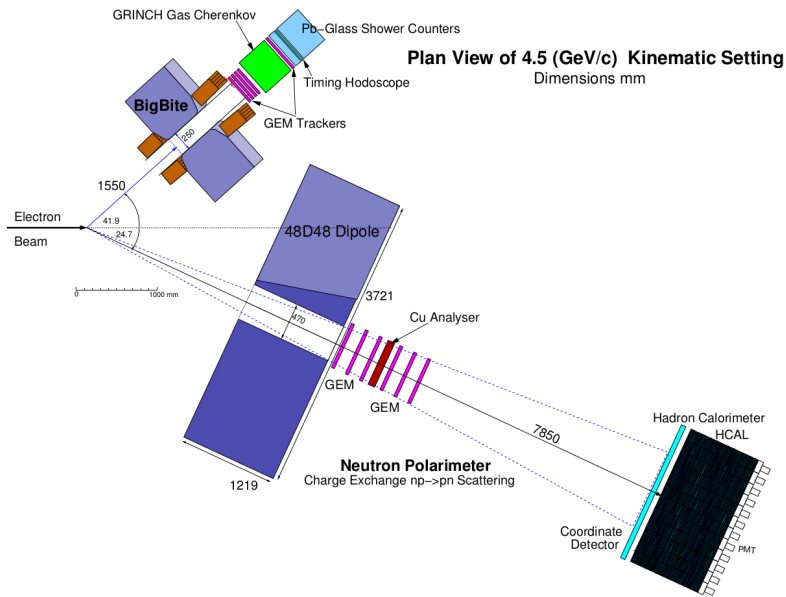 GRINCH Gas Cherenkov
Pb-Glass Shower Counters
Plan View of 4.5 (GeV/c) Kinematic Setting
Dimensions mm
Timing Hodoscope
BigBite
GEM Trackers
250
1550
Electron
Beam
41.9
24.7
48D48 Dipole
0
1000 mm
3721
470
Cu Analyser
GEM
GEM
7850
Hadron Calorimeter
HCAL
Neutron Polarimeter
Charge Exchange np->pn Scattering
1219
Coordinate
Detector
PMT